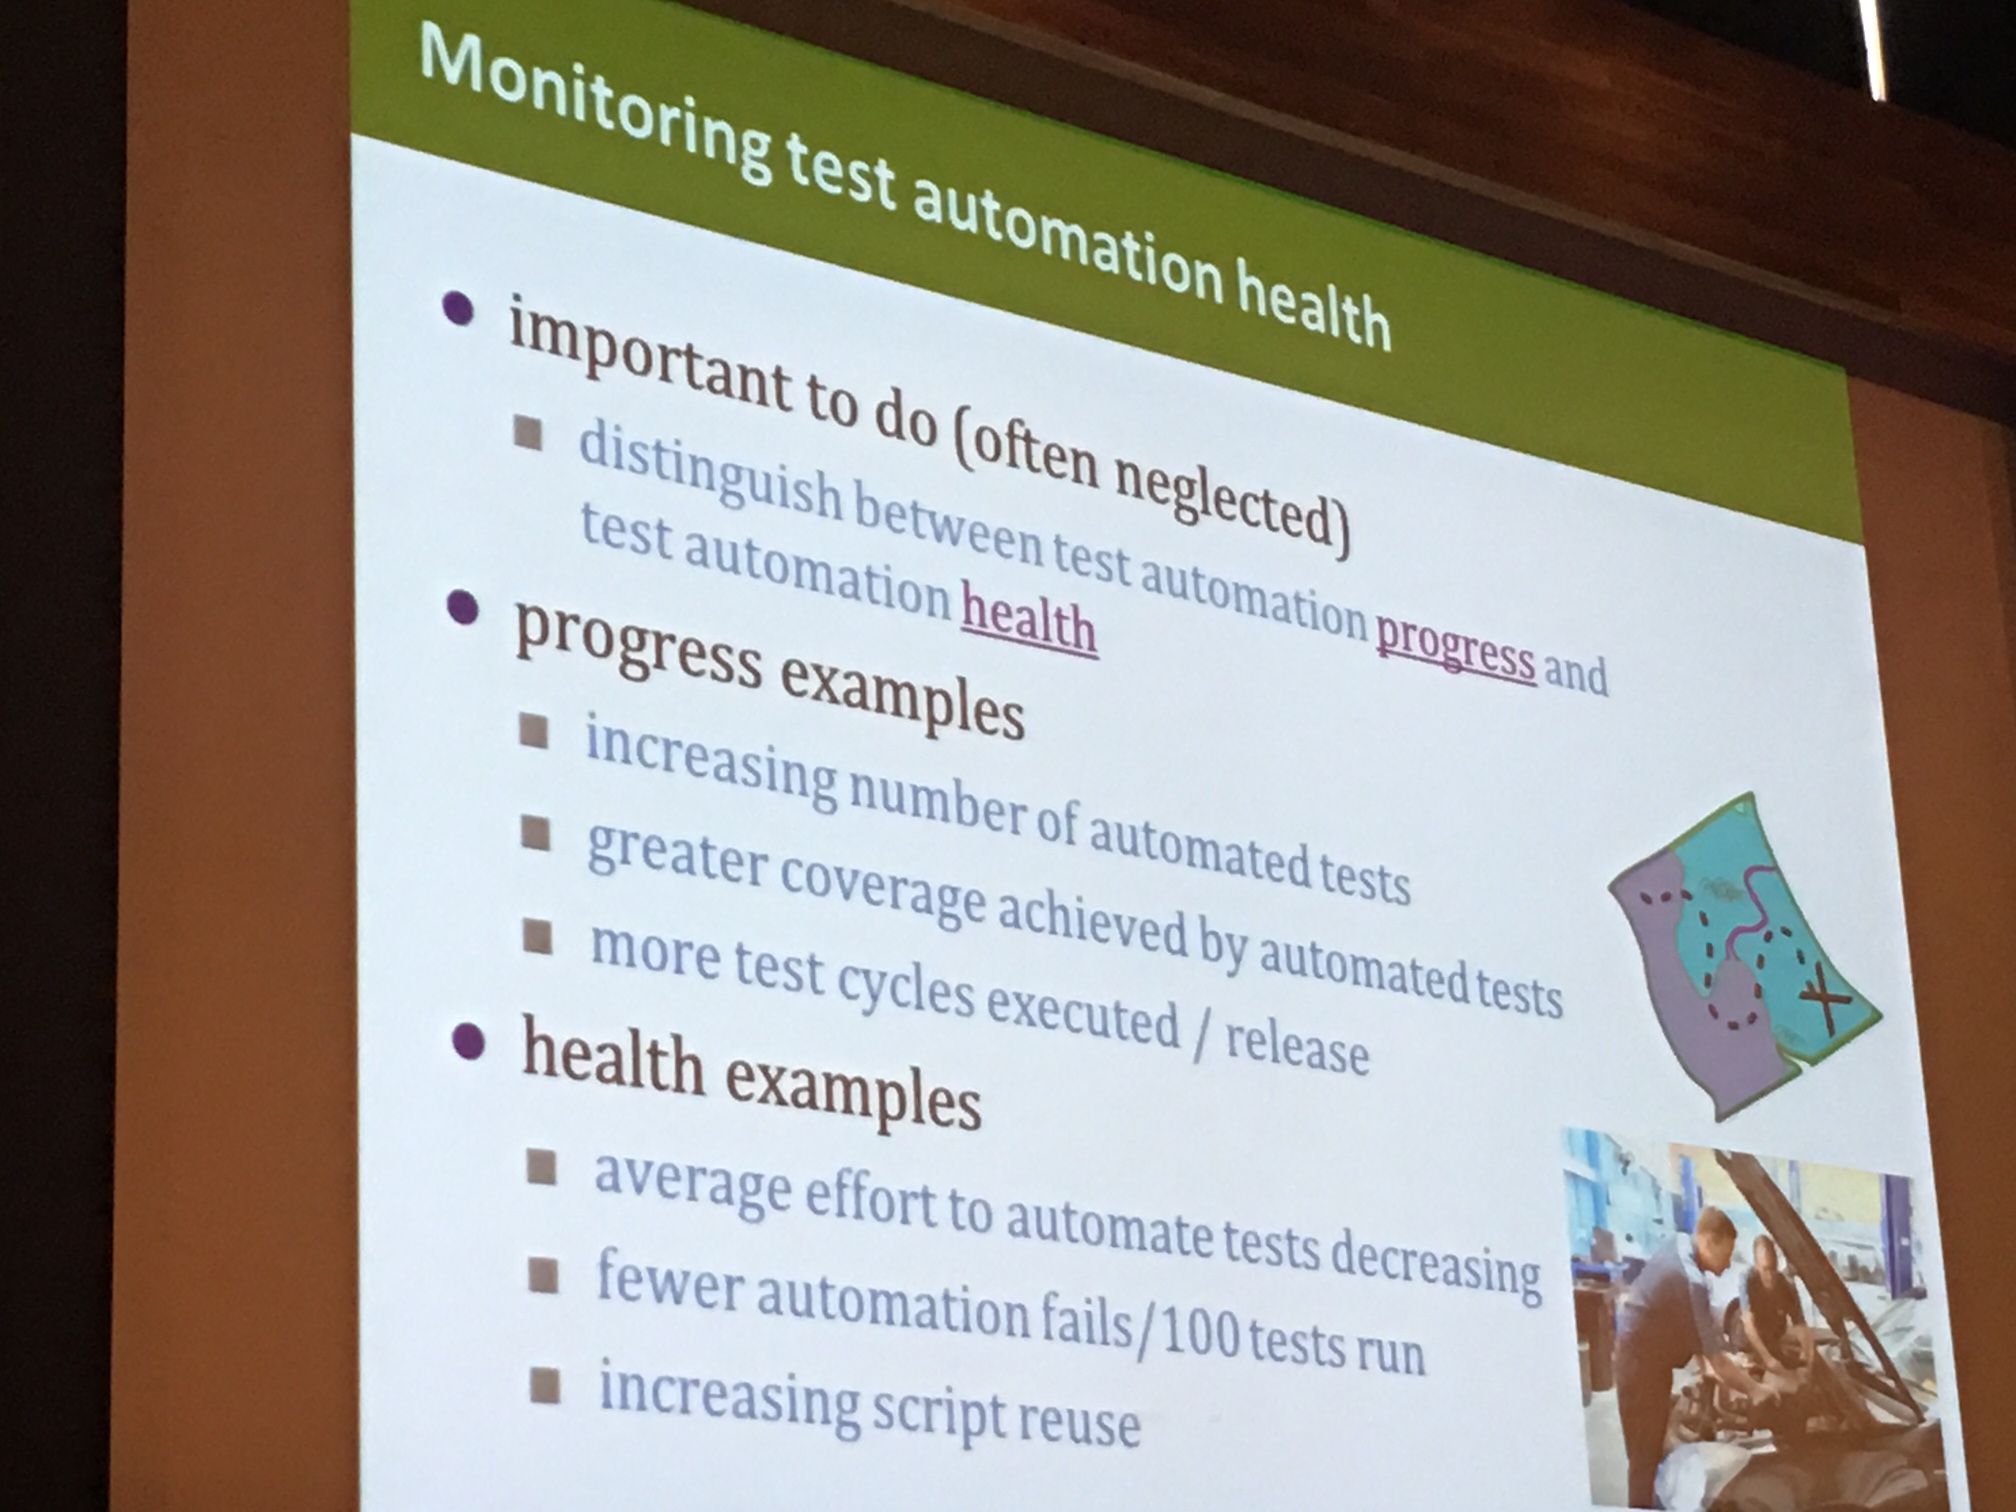 Monitoring test automation health
important to do (often neglected)
distinguish between test automation progress and
test automation health
progress examples
increasing number of automated tests
greater coverage achieved by automated tests
more test cycles executed / release
health examples
average effort to automate tests decreasing
fewer automation fails/100 tests run
increasing script reuse